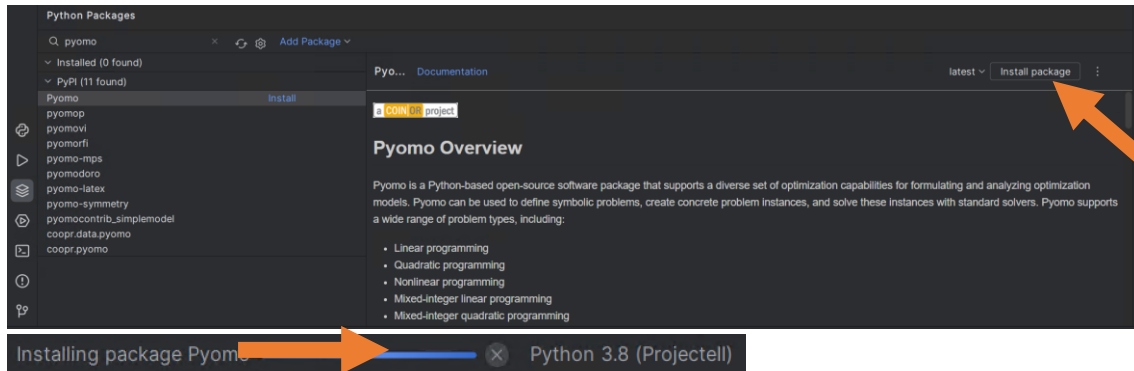 Python Packages
pyomo
Add Package
Installed (0 found)
PyPI (11 found)
Pyomo Install
pyomop
pyomovi
pyomorfi
pyomo-mps
pyomodoro
pyomo-latex
pyomo-symmetry
pyomocontrib_simplemodel
coopr.data.pyomo
coopr.pyomo
Pyo... Documentation
latest Install package
a COIN OR project
Pyomo Overview
Pyomo is a Python-based open-source software package that supports a diverse set of optimization capabilities for formulating and analyzing optimization
models. Pyomo can be used to define symbolic problems, create concrete problem instances, and solve these instances with standard solvers. Pyomo supports
a wide range of problem types, including:
• Linear programming
• Quadratic programming
• Nonlinear programming
• Mixed-integer linear programming
• Mixed-integer quadratic programming
Installing package Pyomo Python 3.8 (Projectell)